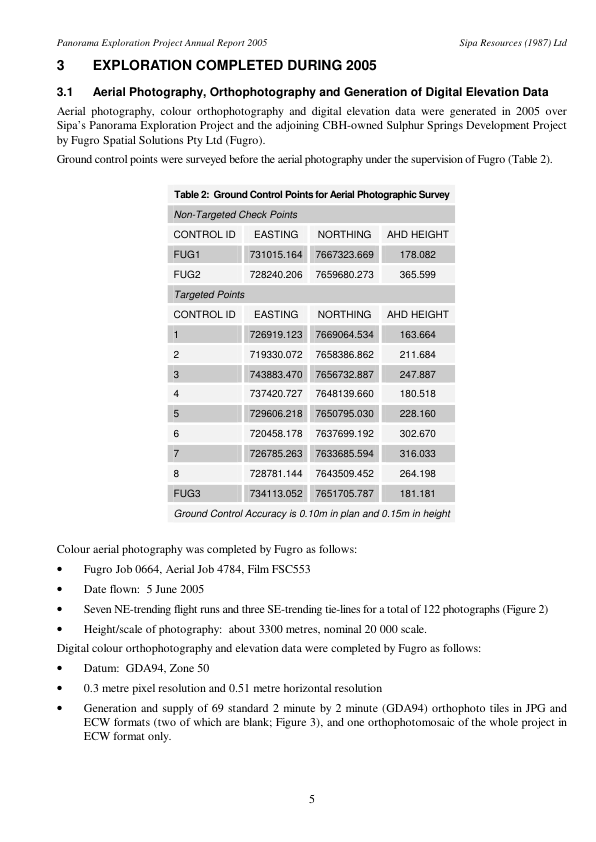 Panorama Exploration Project Annual Report 2005 Sipa Resources (1987) Ltd
3 EXPLORATION COMPLETED DURING 2005
3.1 Aerial Photography, Orthophotography and Generation of Digital Elevation Data
Aerial photography, colour orthophotography and digital elevation data were generated in 2005 over
Sipa's Panorama Exploration Project and the adjoining CBH-owned Sulphur Springs Development Project
by Fugro Spatial Solutions Pty Ltd (Fugro).
Ground control points were surveyed before the aerial photography under the supervision of Fugro (Table 2).
Table 2: Ground Control Points for Aerial Photographic Survey
Non-Targeted Check Points
CONTROL ID EASTING NORTHING AHD HEIGHT
FUG1 731015.164 7667323.669 178.082
FUG2 728240.206 7659680.273 365.599
Targeted Points
CONTROL ID EASTING NORTHING AHD HEIGHT
1 726919.123 7669064.534 163.664
2 719330.072 7658386.862 211.684
3 743883.470 7656732.887 247.887
4 737420.727 7648139.660 180.518
5 729606.218 7650795.030 228.160
6 720458.178 7637699.192 302.670
7 726785.263 7633685.594 316.033
8 728781.144 7643509.452 264.198
FUG3 734113.052 7651705.787 181.181
Ground Control Accuracy is 0.10m in plan and 0.15m in height
Colour aerial photography was completed by Fugro as follows:
• Fugro Job 0664, Aerial Job 4784, Film FSC553
• Date flown: 5 June 2005
• Seven NE-trending flight runs and three SE-trending tie-lines for a total of 122 photographs (Figure 2)
• Height/scale of photography: about 3300 metres, nominal 20 000 scale.
Digital colour orthophotography and elevation data were completed by Fugro as follows:
• Datum: GDA94, Zone 50
• 0.3 metre pixel resolution and 0.51 metre horizontal resolution
• Generation and supply of 69 standard 2 minute by 2 minute (GDA94) orthophoto tiles in JPG and
ECW formats (two of which are blank; Figure 3), and one orthophotomosaic of the whole project in
ECW format only.
5